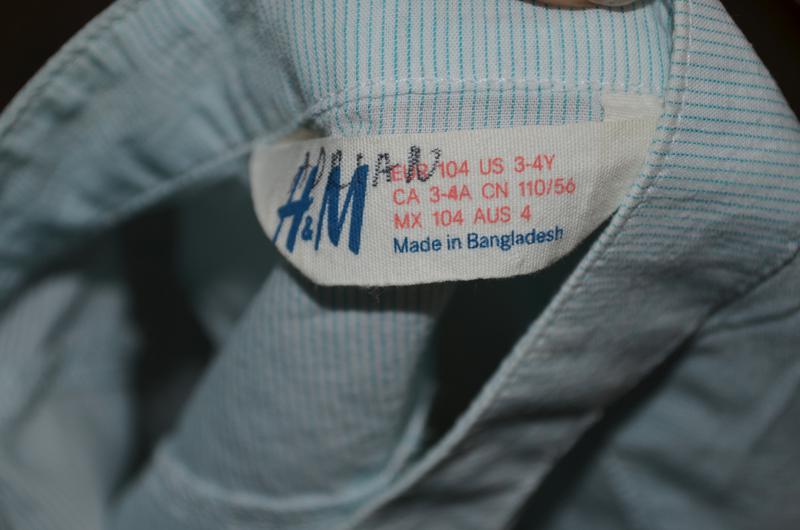 H&M
EUR 104 US 3-4Y
CA 3-4A CN 110/56
MX 104 AUS 4
Made in Bangladesh